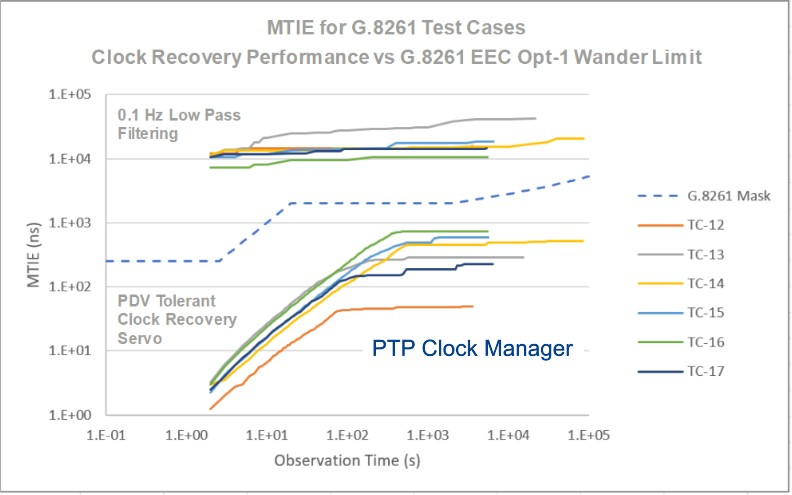 MTIE for G.8261 Test Cases
Clock Recovery Performance vs G.8261 EEC Opt-1 Wander Limit
1.E+05
1.E+04
1.E+03
1.E+02
1.E+01
1.E+00
MTIE (ns)
0.1 Hz Low Pass
Filtering
PDV Tolerant
Clock Recovery
Servo
PTP Clock Manager
G.8261 Mask
TC-12
TC-13
TC-14
TC-15
TC-16
TC-17
1.E-01
1.E+00
1.E+01
1.E+02
1.E+03
1.E+04
1.E+05
Observation Time (s)